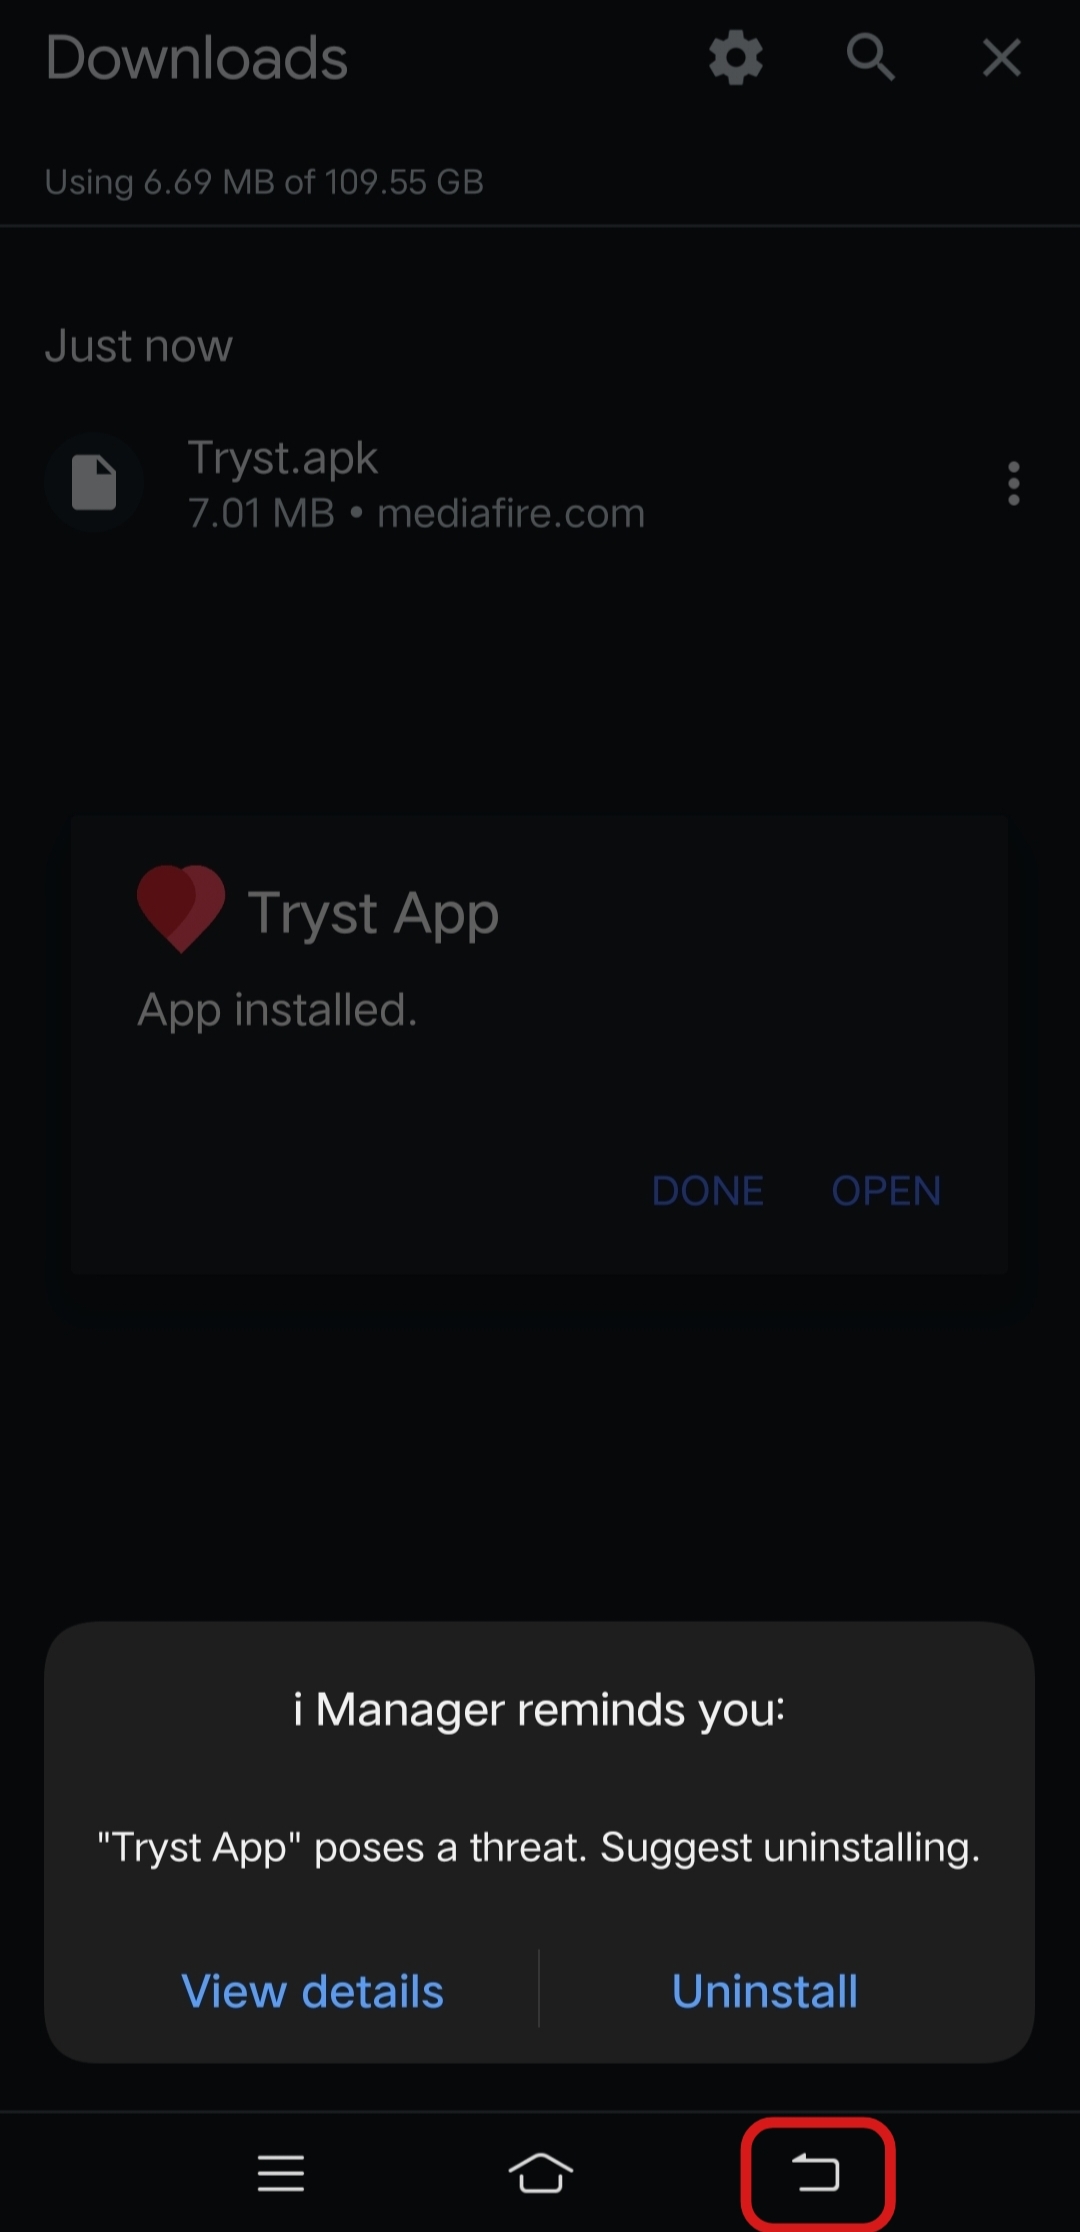 Downloads
Using 6.69 MB of 109.55 GB
Just now
Tryst.apk
7.01 MB • mediafire.com
Tryst App
App installed.
DONE OPEN
i Manager reminds you:
"Tryst App" poses a threat. Suggest uninstalling.
View details Uninstall